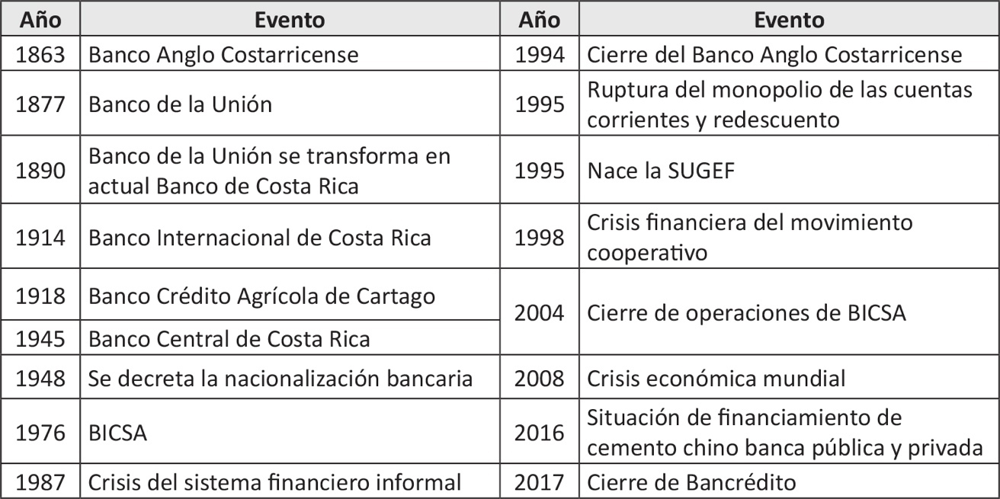 Año Evento Año Evento
1863 Banco Anglo Costarricense 1994 Cierre del Banco Anglo Costarricense
1877 Banco de la Unión 1995 Ruptura del monopolio de las cuentas
corrientes y redescuento
1890 Banco de la Unión se transforma en
actual Banco de Costa Rica 1995 Nace la SUGEF
1914 Banco Internacional de Costa Rica 1998 Crisis financiera del movimiento
cooperativo
1918 Banco Crédito Agrícola de Cartago
2004 Cierre de operaciones de BICSA
1945 Banco Central de Costa Rica
1948 Se decreta la nacionalización bancaria 2008 Crisis económica mundial
1976 BICSA 2016 Situación de financiamiento de
cemento chino banca pública y privada
1987 Crisis del sistema financiero informal 2017 Cierre de Bancrédito